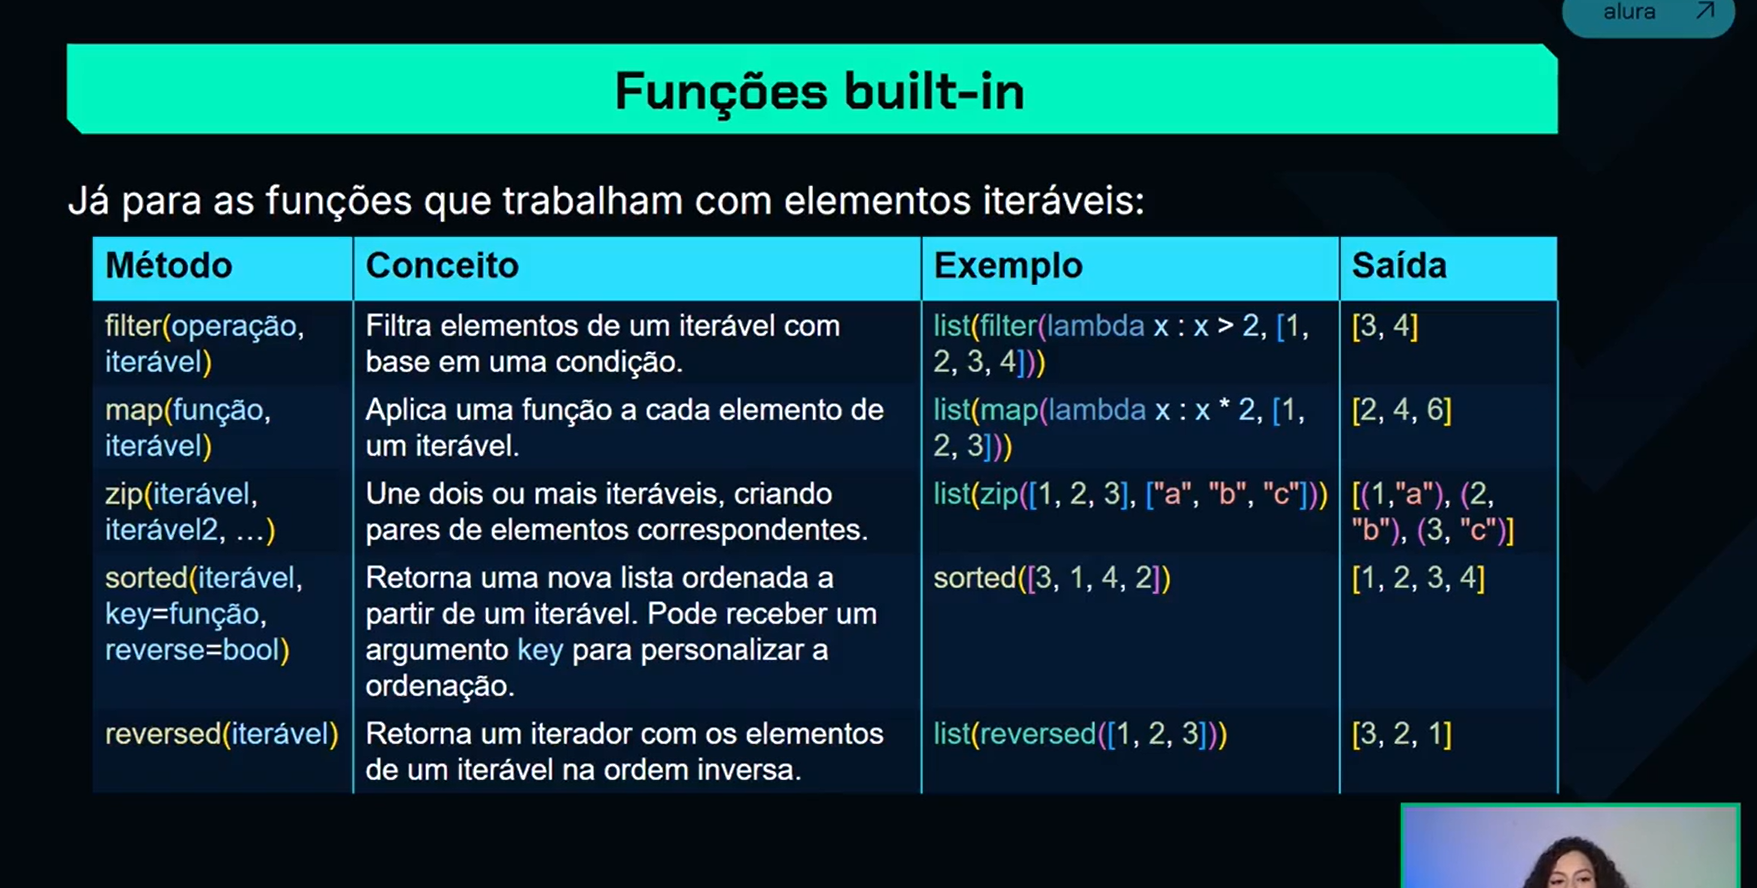 alura
Funções built-in
Já para as funções que trabalham com elementos iteráveis:
Método
Conceito
Exemplo
Saída
filter(operação,
iterável)
Filtra elementos de um iterável com
base em uma condição.
list(filter(lambda x : x > 2, [1,
2, 3, 4]))
[3, 4]
map(função,
iterável)
Aplica uma função a cada elemento de
um iterável.
list(map(lambda x : x * 2, [1,
2, 3]))
[2, 4, 6]
zip(iterável,
iterável2, ...)
Une dois ou mais iteráveis, criando
pares de elementos correspondentes.
list(zip([1, 2, 3], ["a", "b", "c"]))
[(1,"a"), (2,
"b"), (3, "c")]
sorted(iterável,
key=função,
reverse=bool)
Retorna uma nova lista ordenada a
partir de um iterável. Pode receber um
argumento key para personalizar a
ordenação.
sorted([3, 1, 4, 2])
[1, 2, 3, 4]
reversed(iterável)
Retorna um iterador com os elementos
de um iterável na ordem inversa.
list(reversed([1, 2, 3]))
[3, 2, 1]